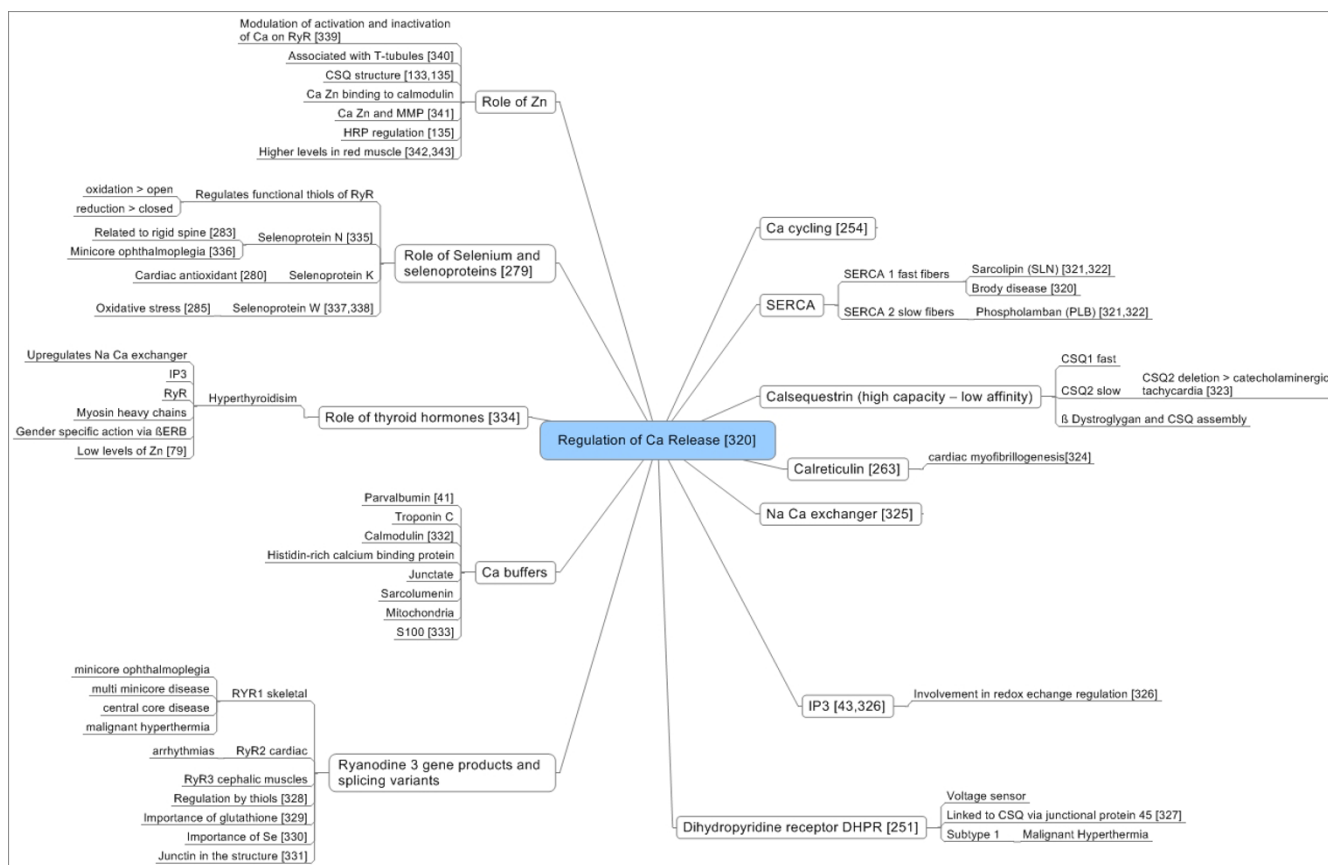 Modulation of activation and inactivation
of Ca on RyR [339]
Associated with T-tubules [340]
CSQ structure [133,135]
Ca Zn binding to calmodulin
Ca Zn and MMP [341]
HRP regulation [135]
Higher levels in red muscle [342,343]
Role of Zn
oxidation > open
reduction > closed
Regulates functional thiols of RyR
Related to rigid spine [283]
Minicore ophthalmoplegia [336]
Selenoprotein N [335]
Cardiac antioxidant [280]
Selenoprotein K
Oxidative stress [285]
Selenoprotein W [337,338]
Role of Selenium and
selenoproteins [279]
Upregulates Na Ca exchanger
IP3
RyR
Myosin heavy chains
Gender specific action via ßERB
Low levels of Zn [79]
Hyperthyroidisim
Role of thyroid hormones [334]
Parvalbumin [41]
Troponin C
Calmodulin [332]
Histidin-rich calcium binding protein
Junctate
Sarcolumenin
Mitochondria
S100 [333]
Ca buffers
minicore ophthalmoplegia
multi minicore disease
central core disease
malignant hyperthermia
RYR1 skeletal
arrhythmias
RyR2 cardiac
RyR3 cephalic muscles
Regulation by thiols [328]
Importance of glutathione [329]
Importance of Se [330]
Junctin in the structure [331]
Ryanodine 3 gene products and
splicing variants
Regulation of Ca Release [320]
Ca cycling [254]
SERCA
SERCA 1 fast fibers
Sarcolipin (SLN) [321,322]
Brody disease [320]
SERCA 2 slow fibers
Phospholamban (PLB) [321,322]
Calsequestrin (high capacity – low affinity)
CSQ1 fast
CSQ2 slow
CSQ2 deletion > catecholaminergic
tachycardia [323]
ß Dystroglygan and CSQ assembly
Calreticulin [263]
cardiac myofibrillogenesis[324]
Na Ca exchanger [325]
IP3 [43,326]
Involvement in redox echange regulation [326]
Dihydropyridine receptor DHPR [251]
Voltage sensor
Linked to CSQ via junctional protein 45 [327]
Subtype 1
Malignant Hyperthermia